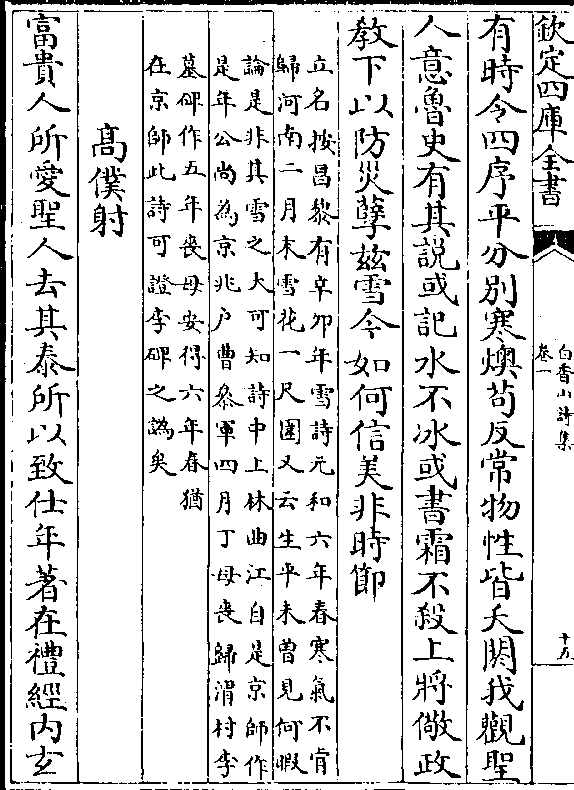 欽定四庫全書
白香山詩集
卷一
十五
有時令四序平分別寒燠苟反常物性皆夭閼我觀聖
人意魯史有其説或記水不冰或書霜不殺上將儆政
教下以防災孽兹雪今如何信美非時節
立名按昌黎有辛卯年雪詩元和六年春寒氣不肯
歸河南二月末雪花一尺圍又云生平未曾見何暇
論是非其雪之大可知詩中上林曲江自是京師作
是年公尚為京兆户曹叅軍四月丁母喪歸渭村李
墓碑作五年喪母安得六年春猶
在京師此詩可證李碑之譌矣
髙僕射
富貴人所愛聖人去其泰所以致仕年著在禮經内玄